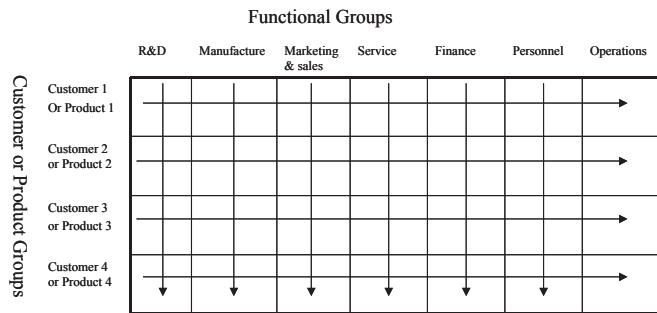 Functional Groups
R&D Manufacture Marketing Service Finance Personnel Operations
& sales
Customer or Product Groups
Customer 1
Or Product 1
Customer 2
or Product 2
Customer 3
or Product 3
Customer 4
or Product 4